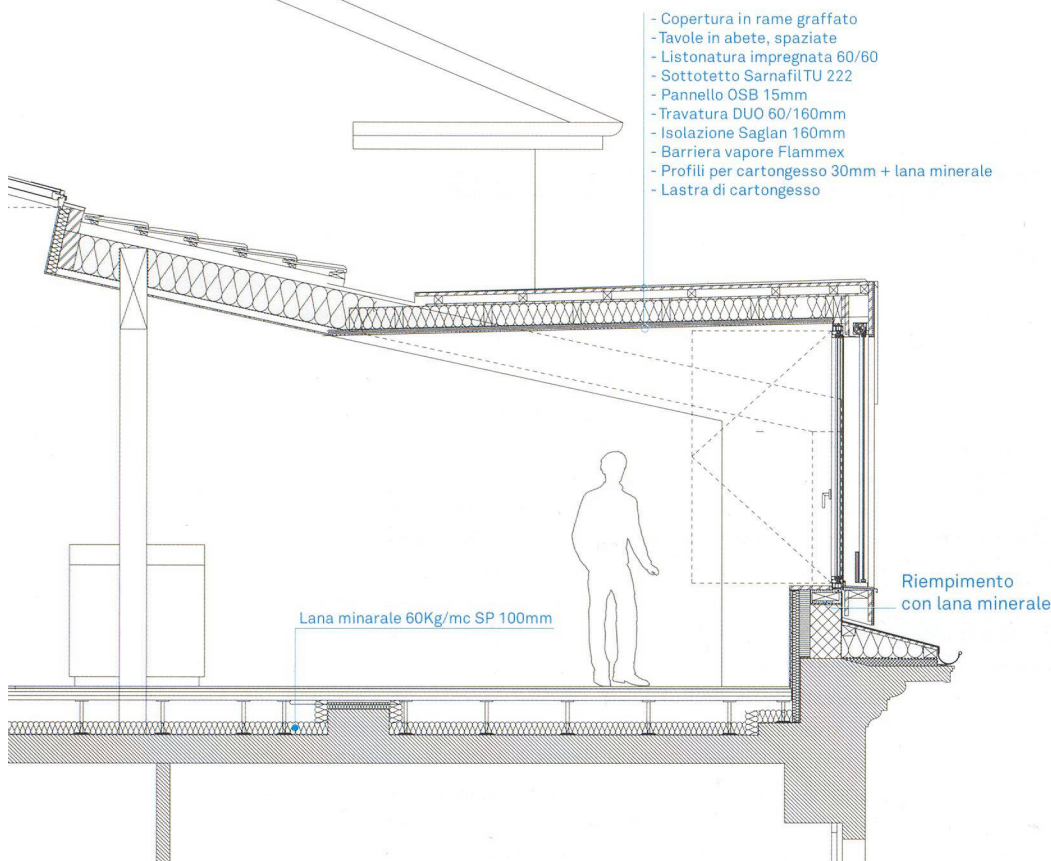 - Copertura in rame graffato
- Tavole in abete, spaziate
- Listonatura impregnata 60/60
- Sottotetto Sarnafil TU 222
- Pannello OSB 15mm
- Travatura DUO 60/160mm
- Isolazione Saglan 160mm
- Barriera vapore Flammex
- Profili per cartongesso 30mm + lana minerale
- Lastra di cartongesso
Riempimento
con lana minerale
Lana minarale 60Kg/mc SP 100mm